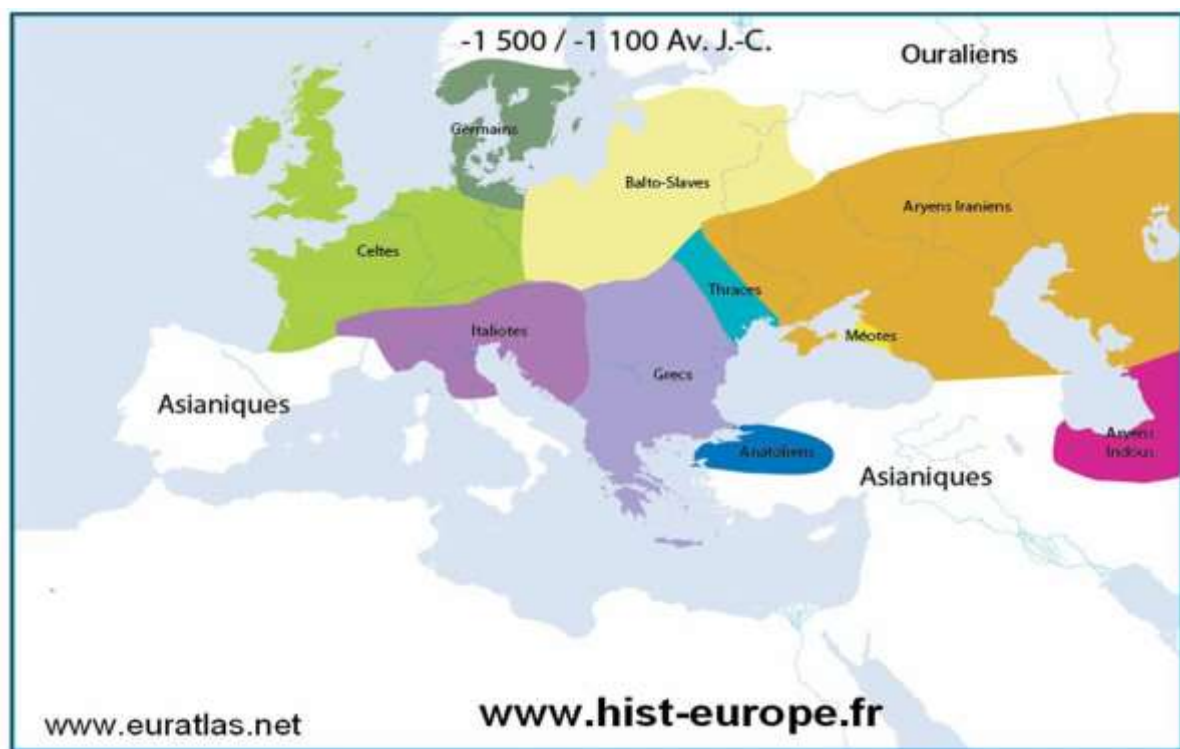 -1 500 / -1 100 Av. J.-C.
Ouraliens
Germains
Balto-Slaves
Aryens Iraniens
Celtes
Thraces
Italiotes
Méotes
Grecs
Asianiques
Anatoliens
Aryens
Indous
Asianiques
www.euratlas.net
www.hist-europe.fr